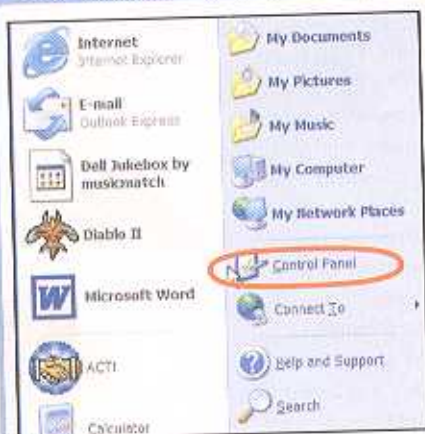 Internet
Internet Explorer
E-mail
Outlook Express
Dell Jukebox by
musicmatch
Diablo II
Microsoft Word
ACT!
Calculator
My Documents
My Pictures
My Music
My Computer
My Network Places
Control Panel
Connect To
Help and Support
Search